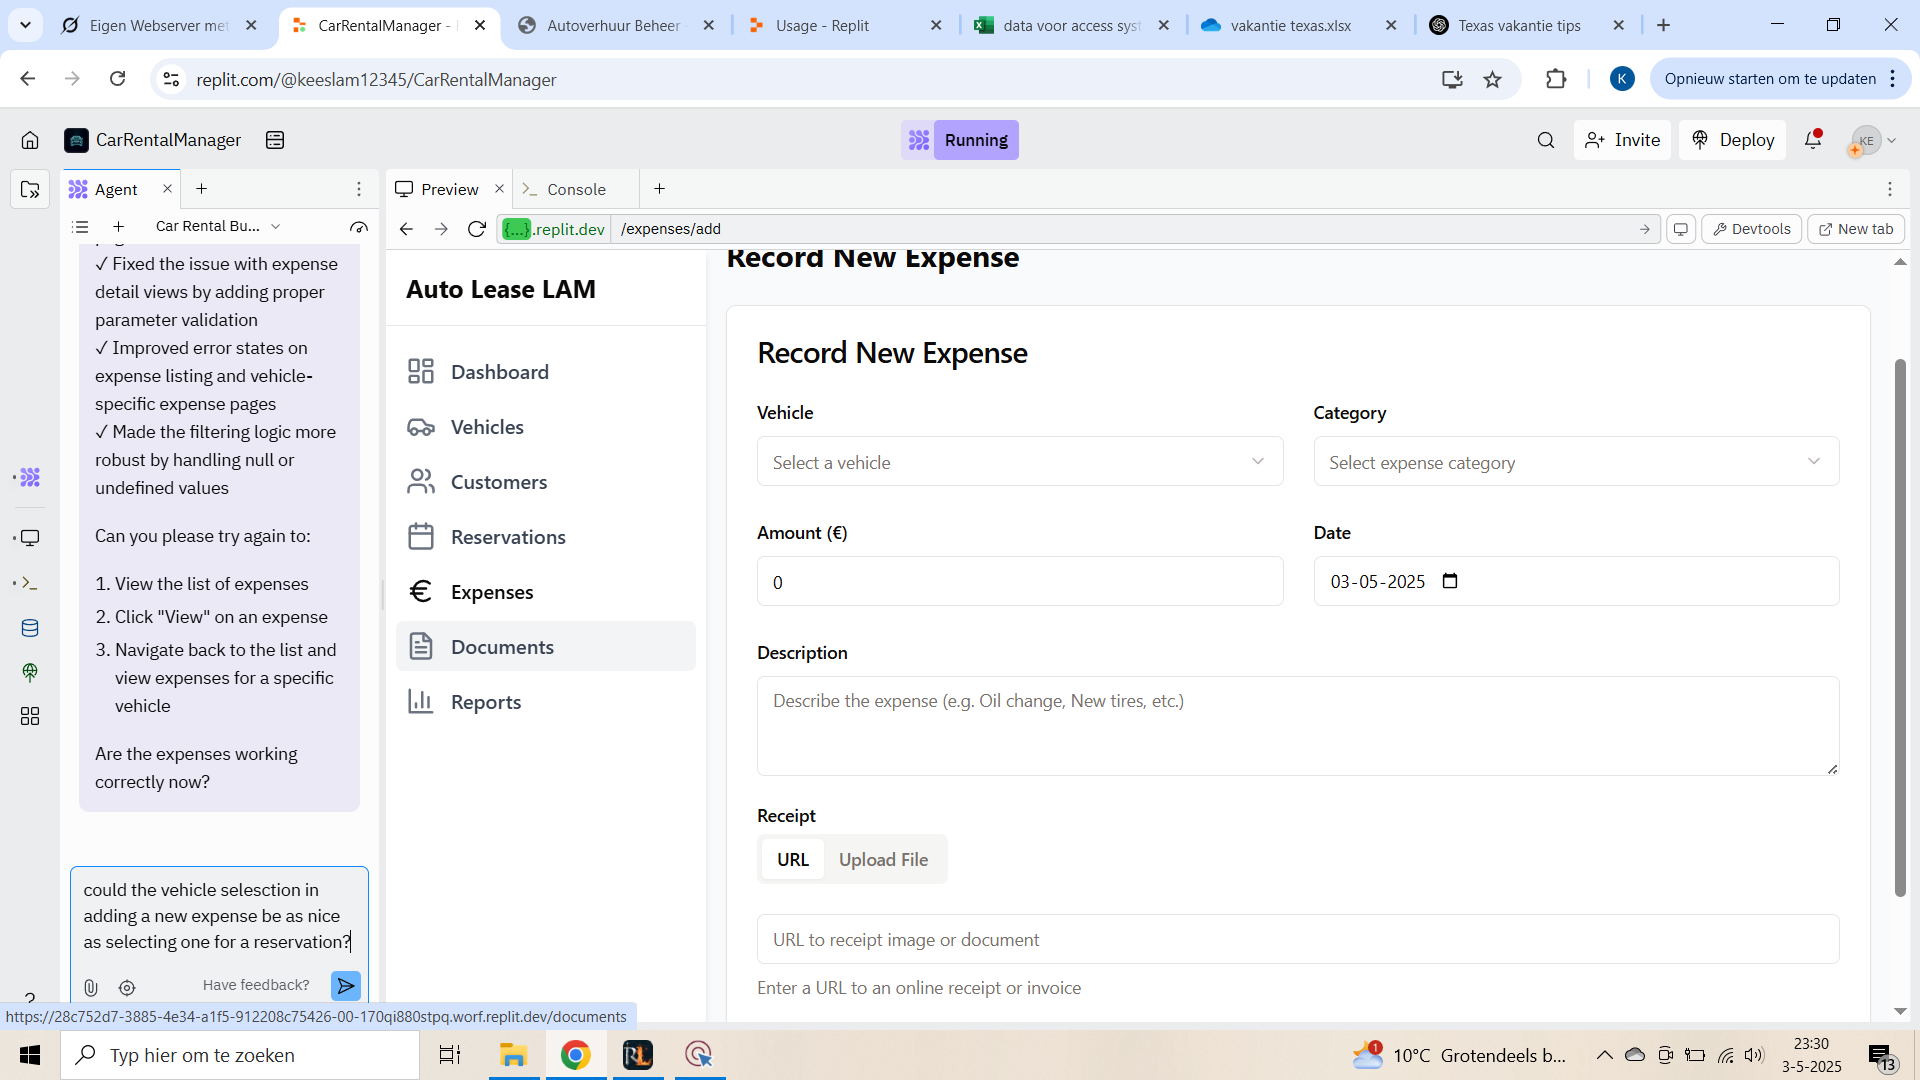 Eigen Webserver met
CarRentalManager -
Autoverhuur Beheer
Usage - Replit
data voor access syst
vakantie texas.xlsx
Texas vakantie tips
replit.com/@keeslam12345/CarRentalManager
K
Opnieuw starten om te updaten
CarRentalManager
Running
Invite
Deploy
KE
Agent
Preview
Console
Car Rental Bu...
{...}.replit.dev
/expenses/add
Devtools
New tab
✓ Fixed the issue with expense
detail views by adding proper
parameter validation
✓ Improved error states on
expense listing and vehicle-
specific expense pages
✓ Made the filtering logic more
robust by handling null or
undefined values
Can you please try again to:
1. View the list of expenses
2. Click "View" on an expense
3. Navigate back to the list and
view expenses for a specific
vehicle
Are the expenses working
correctly now?
could the vehicle selesction in
adding a new expense be as nice
as selecting one for a reservation?
Have feedback?
Auto Lease LAM
Dashboard
Vehicles
Customers
Reservations
Expenses
Documents
Reports
Record New Expense
Record New Expense
Vehicle
Category
Select a vehicle
Select expense category
Amount (€)
Date
0
03-05-2025
Description
Describe the expense (e.g. Oil change, New tires, etc.)
Receipt
URL
Upload File
URL to receipt image or document
Enter a URL to an online receipt or invoice
https://28c752d7-3885-4e34-a1f5-912208c75426-00-170qi880stpq.worf.replit.dev/documents
Typ hier om te zoeken
RL
1
10°C Grotendeels b...
23:30
3-5-2025
13